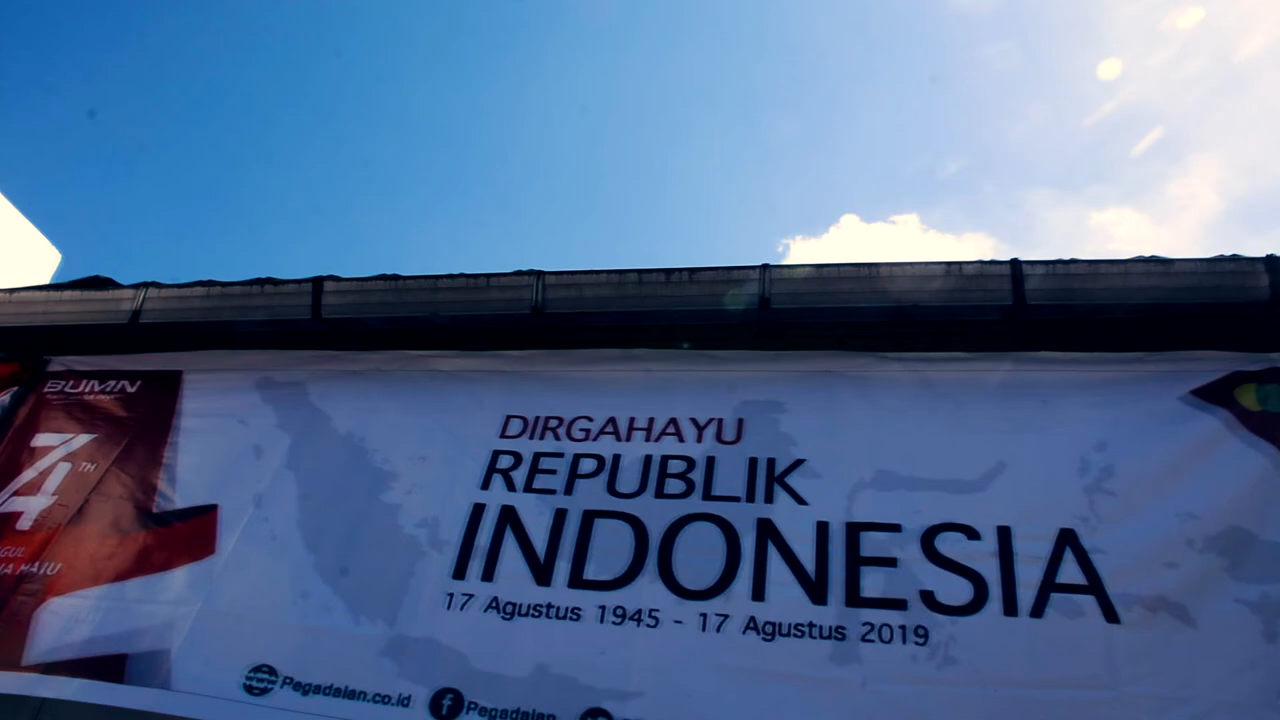 BUMN
74 TH
GUL
IA MAJU
DIRGAHAYU
REPUBLIK
INDONESIA
17 Agustus 1945 - 17 Agustus 2019
www Pegadaian.co.id
f Pegadaian